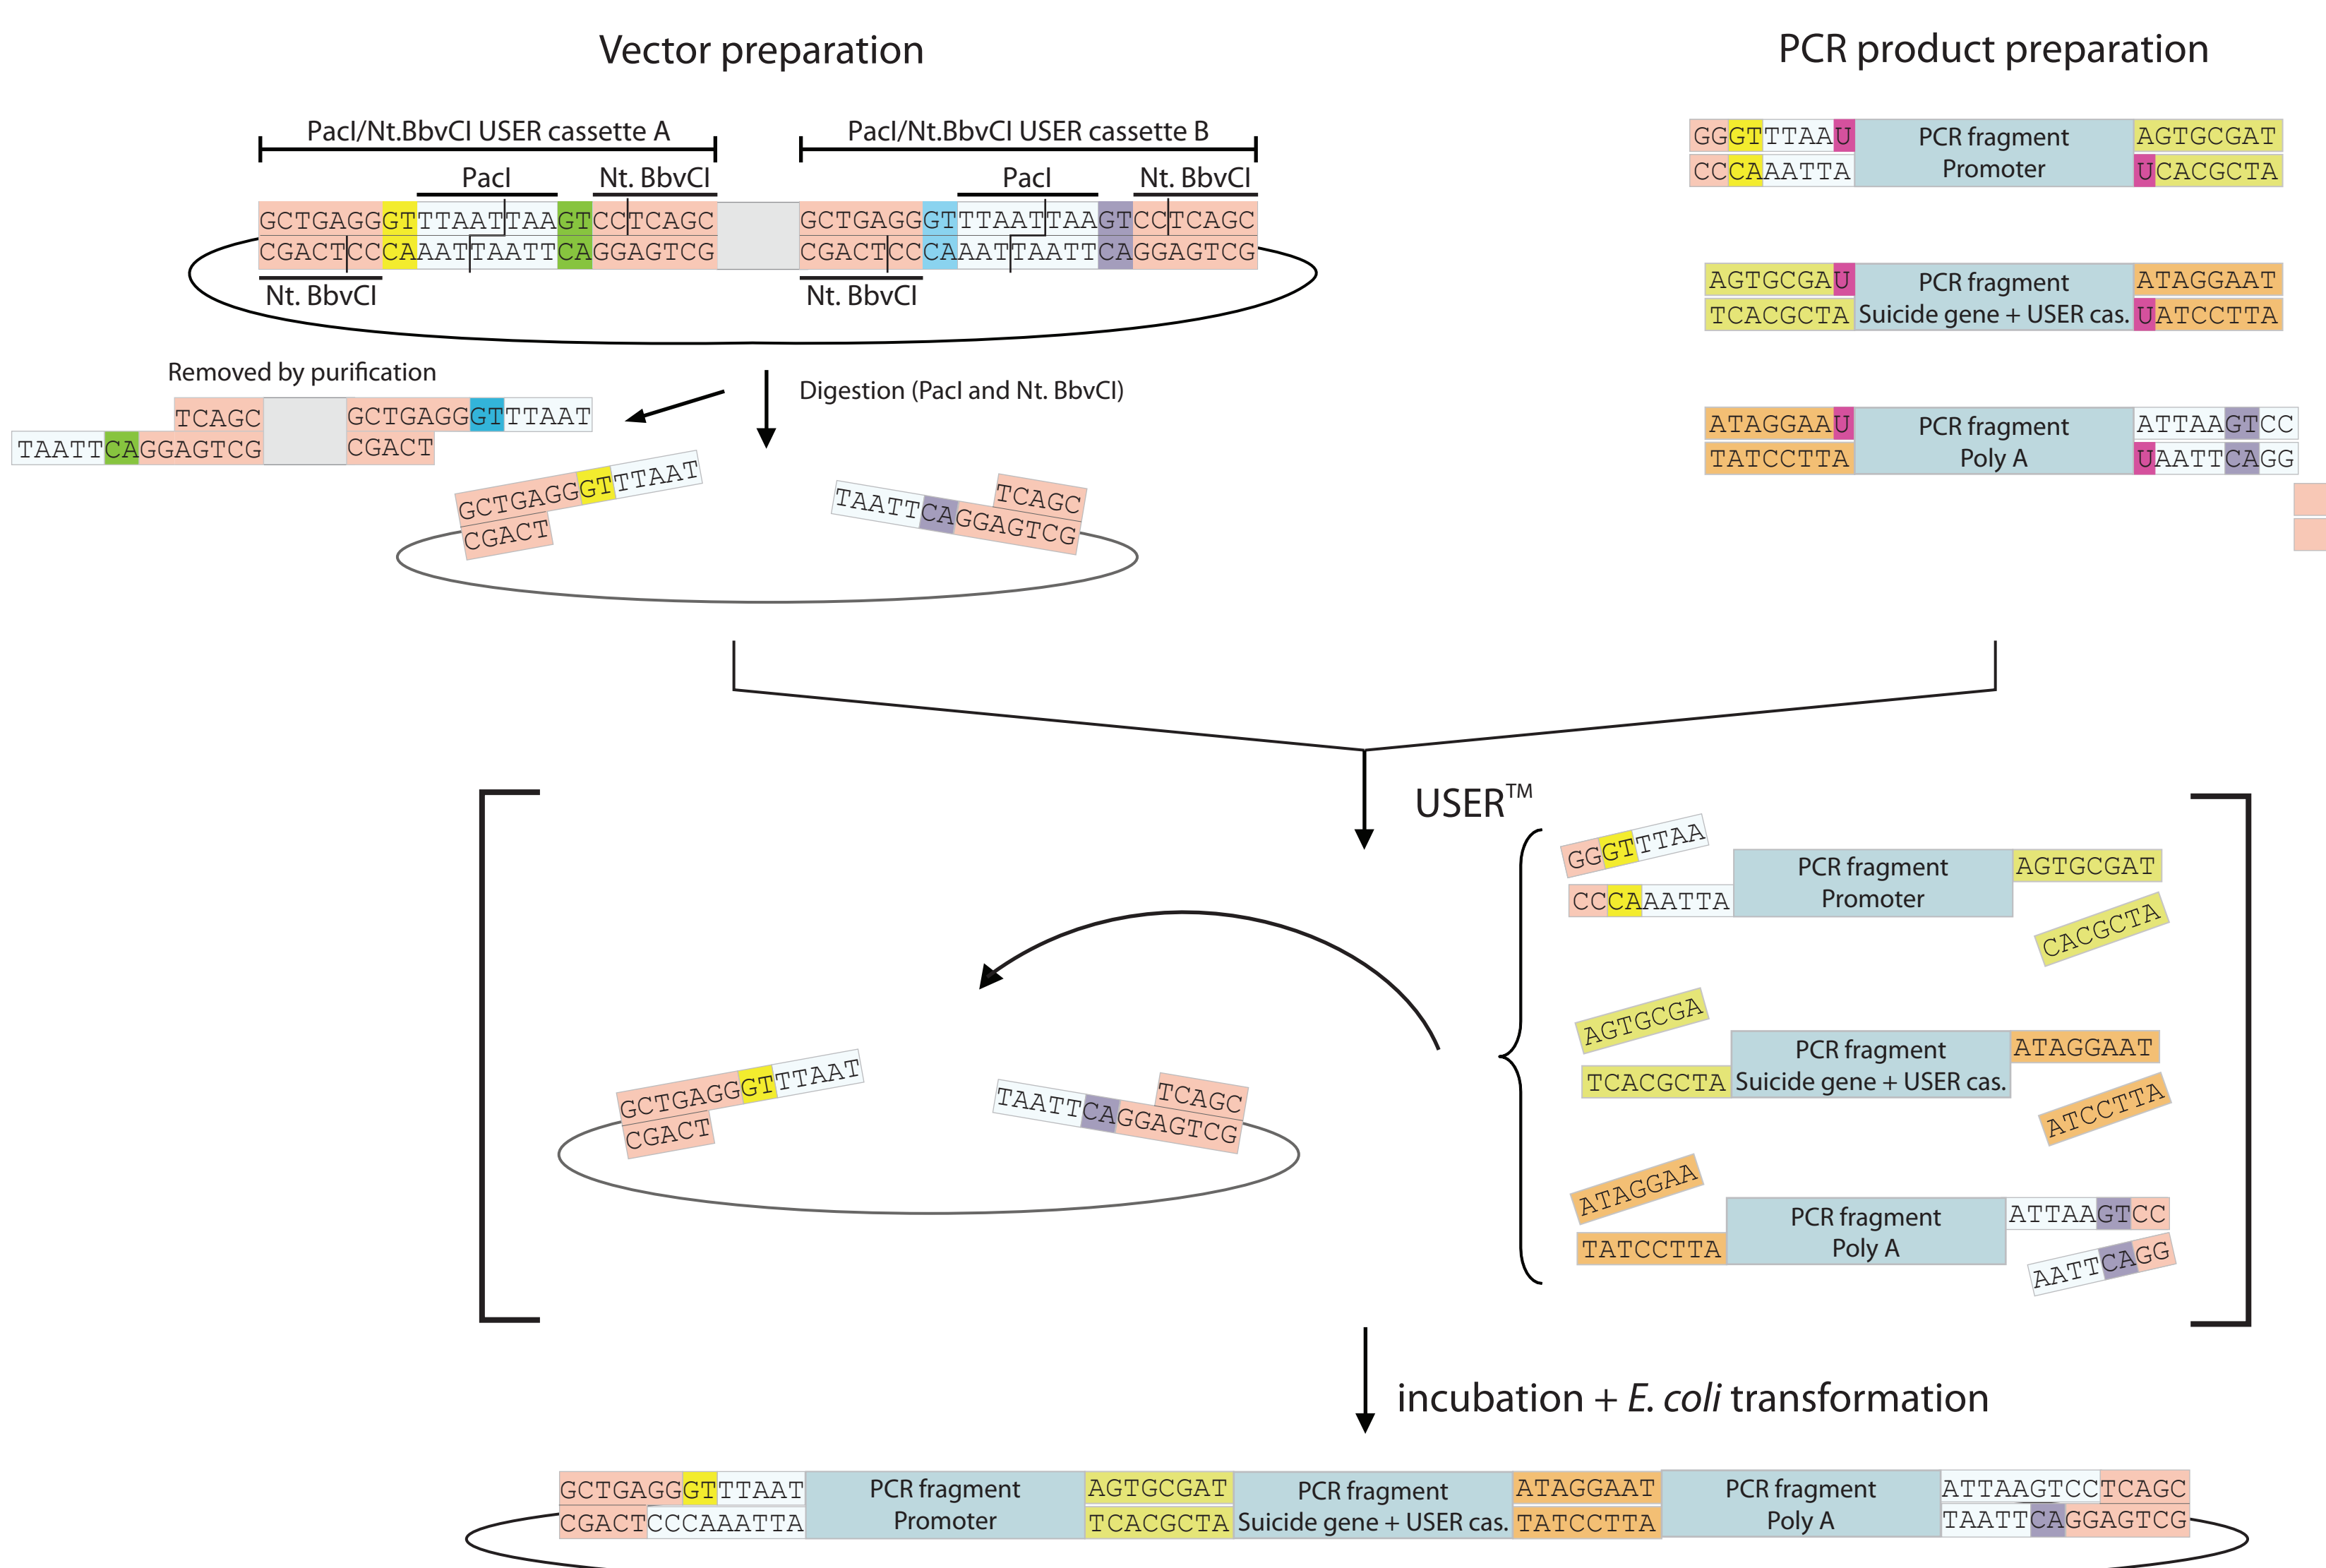 Vector preparation
PCR product preparation
PacI/Nt.BbvCI USER cassette A
PacI/Nt.BbvCI USER cassette B
PacI
Nt. BbvCI
PacI
Nt. BbvCI
GCTGAGGGTTTAATTAAGTCCTCAGC
GCTGAGGGTTTAATTAAGTCCTCAGC
CGACTCCCAAATTAATTCAGGAGTCG
CGACTCCCAAATTAATTCAGGAGTCG
Nt. BbvCI
Nt. BbvCI
GGGTTTAAU
PCR fragment
AGTGCGAT
CCCAAATTA
Promoter
UCACGCTA
AGTGCGAU
PCR fragment
ATAGGAAT
TCACGCTA
Suicide gene + USER cas.
UATCCTTA
ATAGGAAU
PCR fragment
ATTAAGTCC
TATCCTTA
Poly A
UAATTCAGG
Removed by purification
Digestion (PacI and Nt. BbvCI)
TCAGC
GCTGAGGGTTTAAT
TAATTCAGGAGTCG
CGACT
GCTGAGGGTTTAAT
CGACT
TCAGC
TAATTCAGGAGTCG
USER™
GGGTTTAA
PCR fragment
AGTGCGAT
CCCAAATTA
Promoter
CACGCTA
AGTGCGA
PCR fragment
ATAGGAAT
TCACGCTA
Suicide gene + USER cas.
ATCCTTA
ATAGGAA
PCR fragment
ATTAAGTCC
TATCCTTA
Poly A
AATTCAGG
GCTGAGGGTTTAAT
CGACT
TCAGC
TAATTCAGGAGTCG
incubation + E. coli transformation
GCTGAGGGTTTAAT
PCR fragment
AGTGCGAT
PCR fragment
ATAGGAAT
PCR fragment
ATTAAGTCCTCAGC
CGACTCCCAAATTA
Promoter
TCACGCTA
Suicide gene + USER cas.
TATCCTTA
Poly A
TAATTCAGGAGTCG